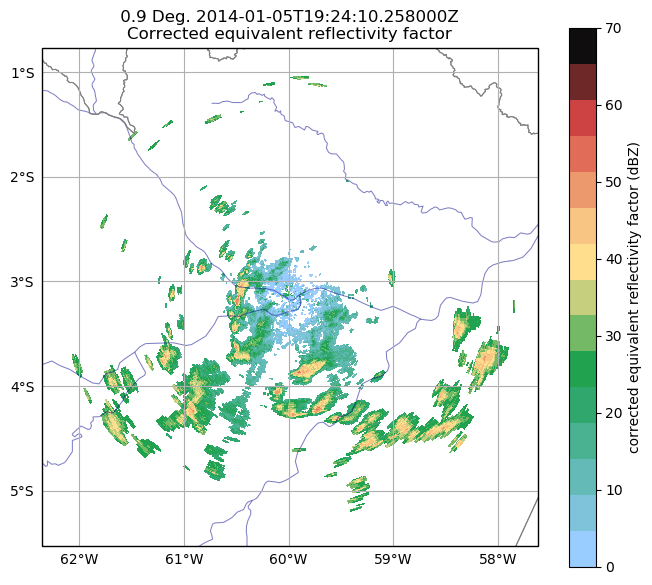 0.9 Deg. 2014-01-05T19:24:10.258000Z
Corrected equivalent reflectivity factor
1°S
2°S
3°S
4°S
5°S
62°W 61°W 60°W 59°W 58°W
70
60
50
40
30
20
10
0
corrected equivalent reflectivity factor (dBZ)